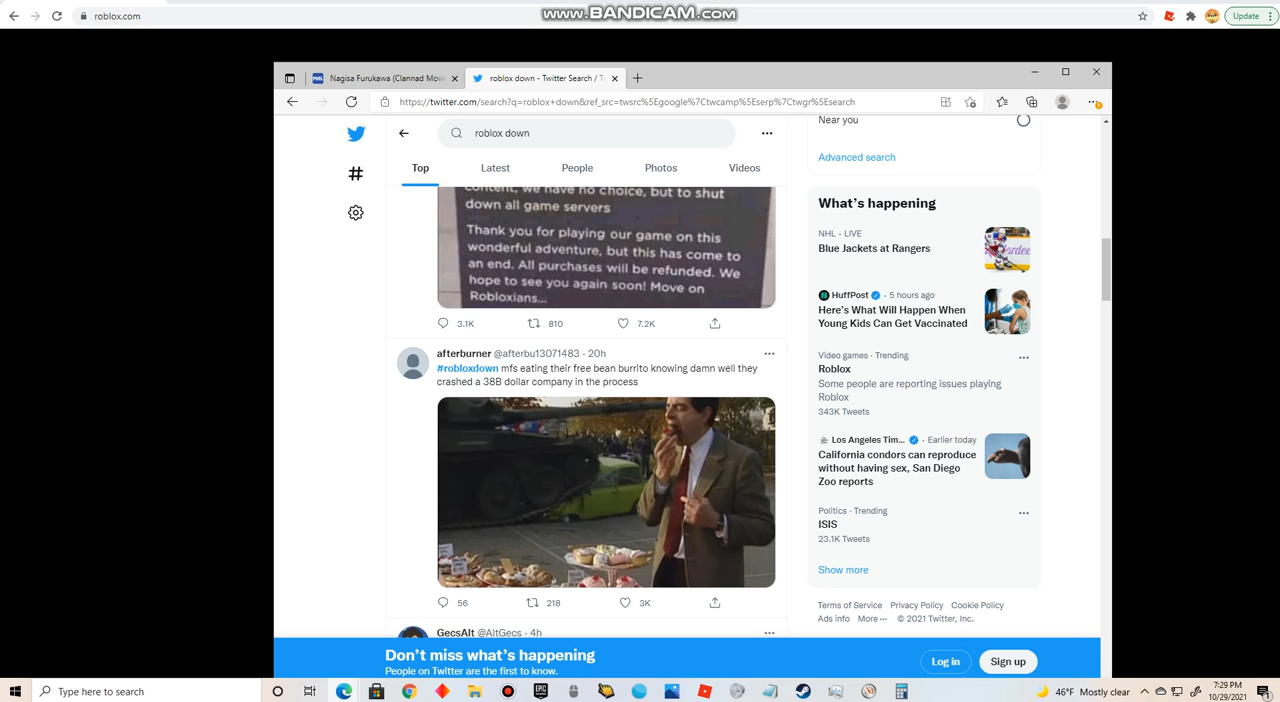 roblox.com
WWW.BANDICAM.COM
Update
Nagisa Furukawa (Clannad Movi
roblox down - Twitter Search / T
https://twitter.com/search?q=roblox+down&ref_src=twsrc%5Egoogle%7Ctwcamp%5Eserp%7Ctwgr%5Esearch
roblox down
Top
Latest
People
Photos
Videos
content, we have no choice, but to shut
down all game servers
Thank you for playing our game on this
wonderful adventure, but this has come to
an end. All purchases will be refunded. We
hope to see you again soon! Move on
Robloxians...
3.1K
810
7.2K
afterburner @afterbu13071483 · 20h
#robloxdown mfs eating their free bean burrito knowing damn well they
crashed a 38B dollar company in the process
56
218
3K
GecsAlt @AltGecs · 4h
Near you
Advanced search
What's happening
NHL · LIVE
Blue Jackets at Rangers
HuffPost · 5 hours ago
Here's What Will Happen When
Young Kids Can Get Vaccinated
Video games · Trending
Roblox
Some people are reporting issues playing
Roblox
343K Tweets
Los Angeles Tim... · Earlier today
California condors can reproduce
without having sex, San Diego
Zoo reports
Politics · Trending
ISIS
23.1K Tweets
Show more
Terms of Service Privacy Policy Cookie Policy
Ads info More ··· © 2021 Twitter, Inc.
Don't miss what's happening
People on Twitter are the first to know.
Log in
Sign up
Type here to search
EPIC
46°F Mostly clear
7:29 PM
10/29/2021
1